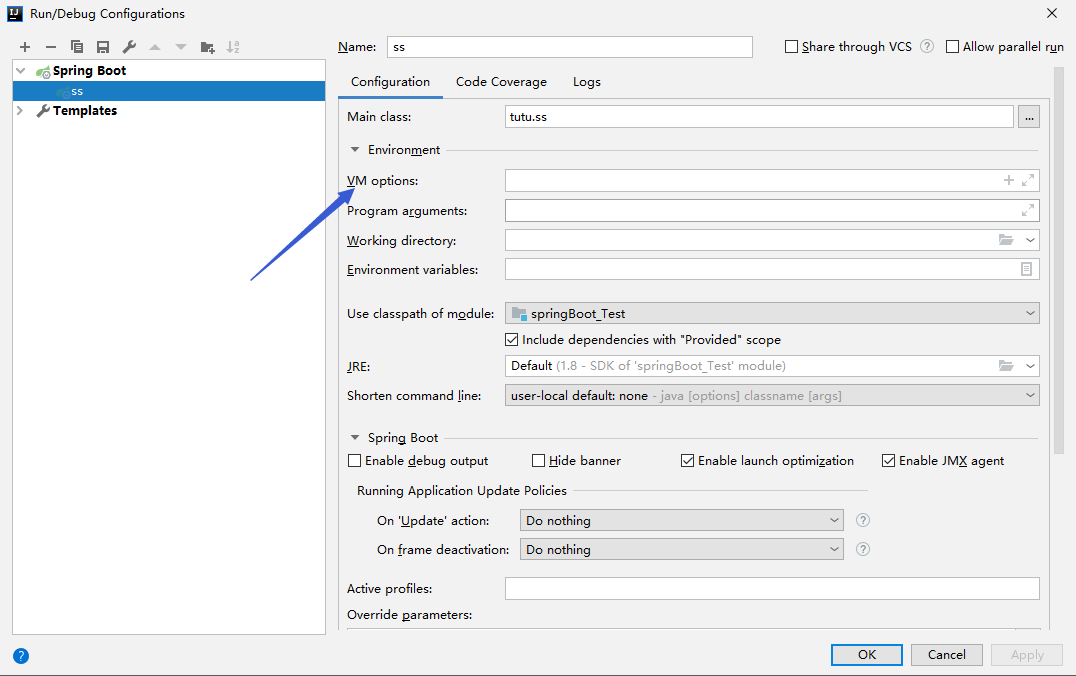 Run/Debug Configurations
Name: ss
Share through VCS ?
Allow parallel run
Spring Boot
ss
Templates
Configuration Code Coverage Logs
Main class: tutu.ss ...
Environment
VM options:
Program arguments:
Working directory:
Environment variables:
Use classpath of module: springBoot_Test
Include dependencies with "Provided" scope
JRE: Default (1.8 - SDK of 'springBoot_Test' module)
Shorten command line: user-local default: none - java [options] classname [args]
Spring Boot
Enable debug output Hide banner Enable launch optimization Enable JMX agent
Running Application Update Policies
On 'Update' action: Do nothing ?
On frame deactivation: Do nothing ?
Active profiles:
Override parameters:
? OK Cancel Apply